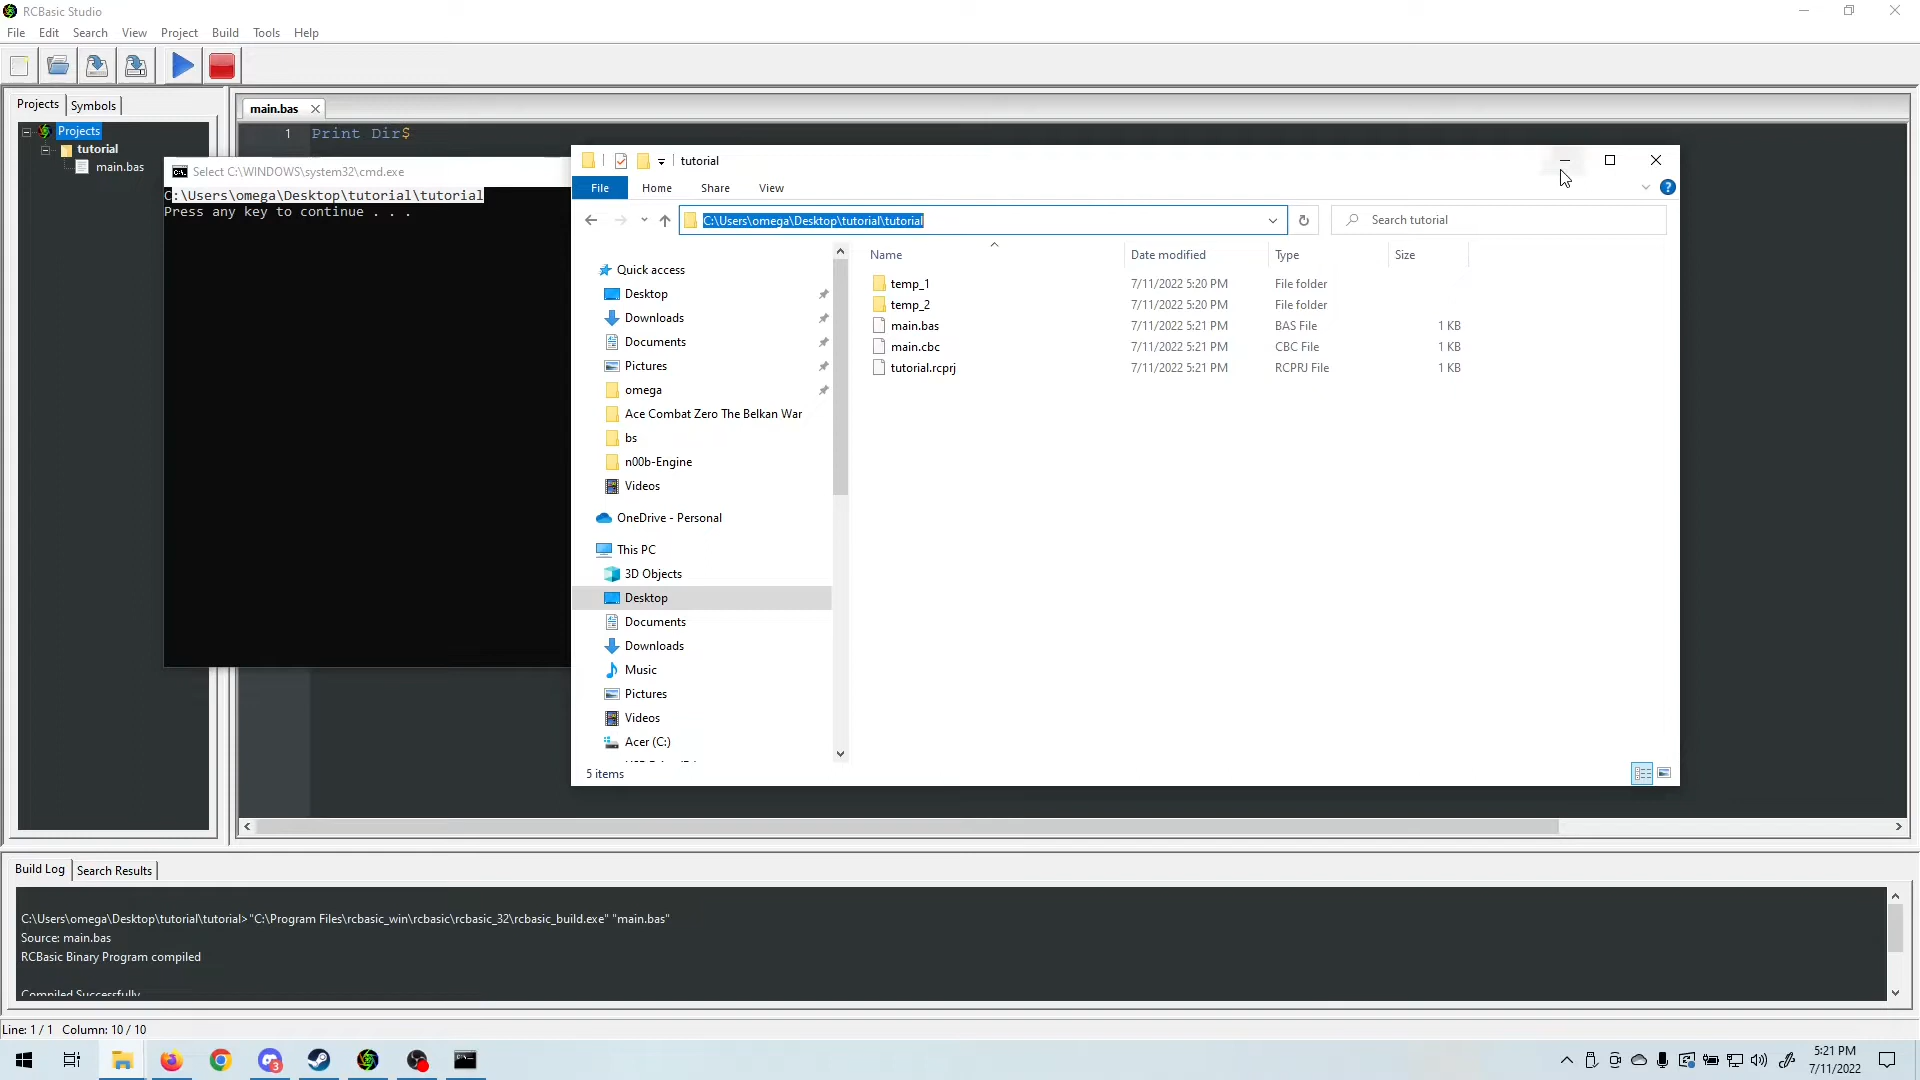 RCBasic Studio
File Edit Search View Project Build Tools Help
Projects Symbols
Projects
tutorial
main.bas
main.bas
1 Print Dir$
Select C:\WINDOWS\system32\cmd.exe
C:\Users\omega\Desktop\tutorial\tutorial
Press any key to continue . . .
tutorial
File Home Share View
C:\Users\omega\Desktop\tutorial\tutorial
Search tutorial
Quick access
Desktop
Downloads
Documents
Pictures
omega
Ace Combat Zero The Belkan War
bs
n00b-Engine
Videos
OneDrive - Personal
This PC
3D Objects
Desktop
Documents
Downloads
Music
Pictures
Videos
Acer (C:)
Name Date modified Type Size
temp_1 7/11/2022 5:20 PM File folder
temp_2 7/11/2022 5:20 PM File folder
main.bas 7/11/2022 5:21 PM BAS File 1 KB
main.cbc 7/11/2022 5:21 PM CBC File 1 KB
tutorial.rcprj 7/11/2022 5:21 PM RCPRJ File 1 KB
5 items
Build Log Search Results
C:\Users\omega\Desktop\tutorial\tutorial>"C:\Program Files\rcbasic_win\rcbasic\rcbasic_32\rcbasic_build.exe" "main.bas"
Source: main.bas
RCBasic Binary Program compiled
Compiled Successfully
Line: 1 / 1 Column: 10 / 10
3
5:21 PM
7/11/2022